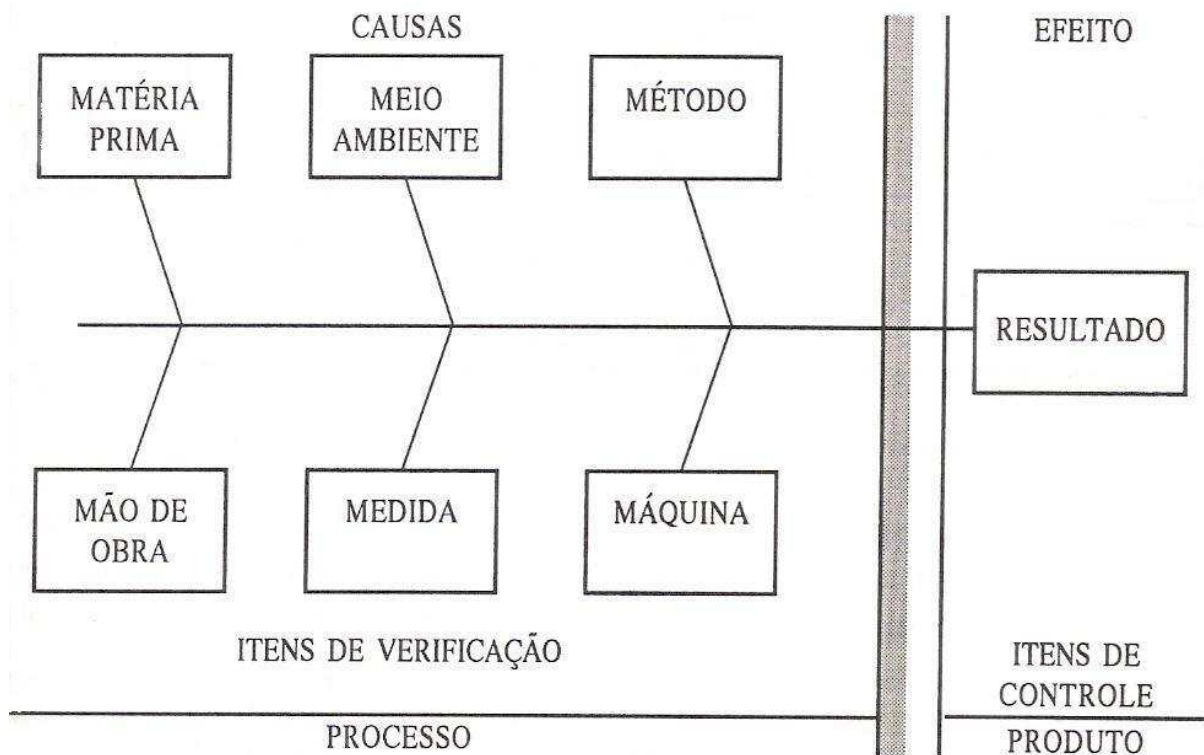 CAUSAS
EFEITO
MATÉRIA
PRIMA
MEIO
AMBIENTE
MÉTODO
RESULTADO
MÃO DE
OBRA
MEDIDA
MÁQUINA
ITENS DE VERIFICAÇÃO
ITENS DE
CONTROLE
PROCESSO
PRODUTO